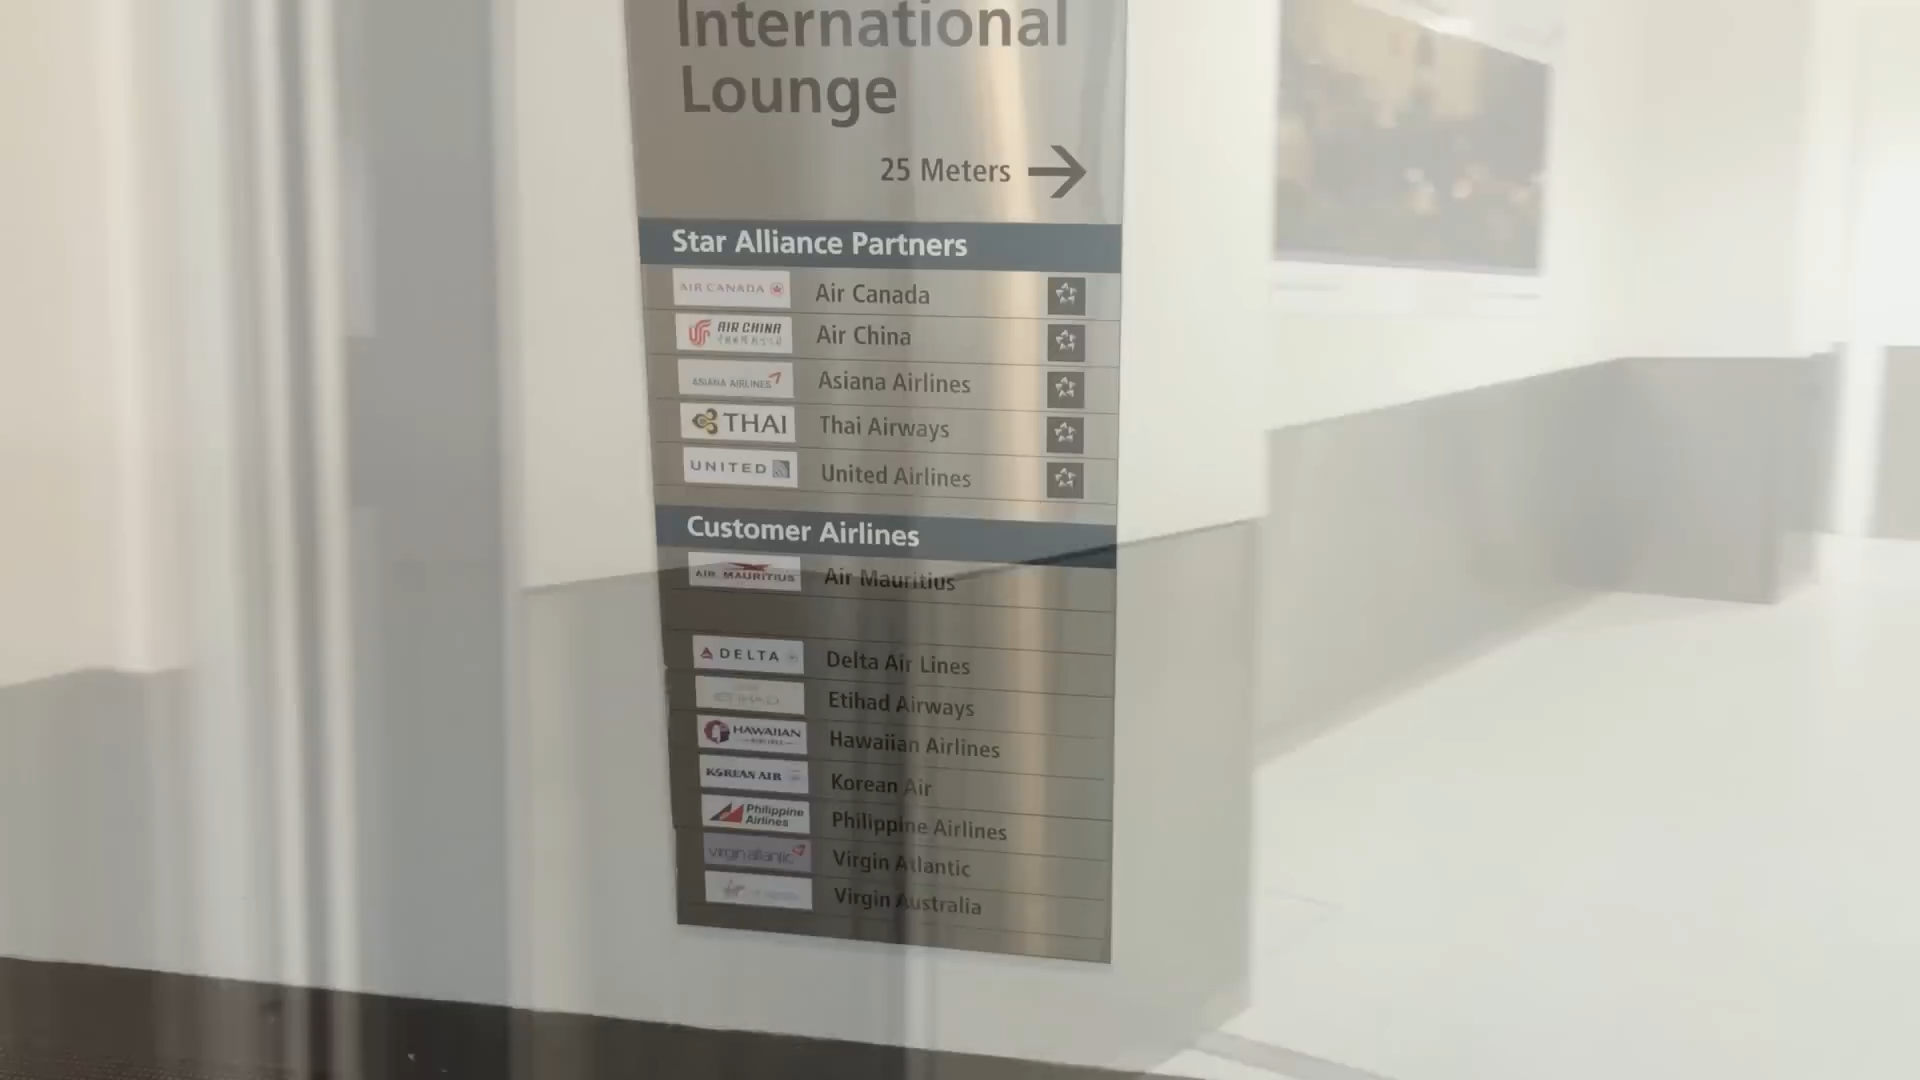 International
Lounge
25 Meters
Star Alliance Partners
AIR CANADA Air Canada
AIR CHINA Air China
ASIANA AIRLINES Asiana Airlines
THAI Thai Airways
UNITED United Airlines
Customer Airlines
AIR MAURITIUS Air Mauritius
DELTA Delta Air Lines
ETIHAD Etihad Airways
HAWAIIAN AIRLINES Hawaiian Airlines
KOREAN AIR Korean Air
Philippine Airlines Philippine Airlines
virgin atlantic Virgin Atlantic
Virgin Australia